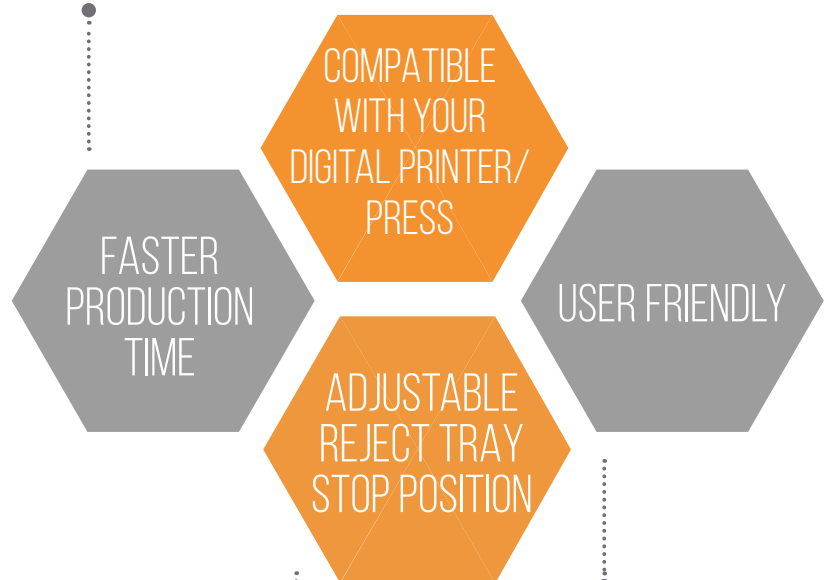 COMPATIBLE
WITH YOUR
DIGITAL PRINTER/
PRESS
FASTER
PRODUCTION
TIME
USER FRIENDLY
ADJUSTABLE
REJECT TRAY
STOP POSITION